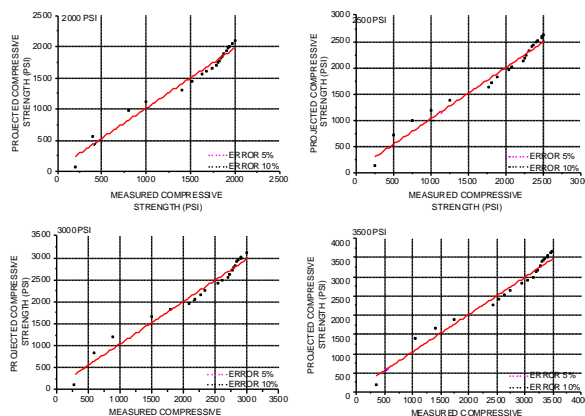 2000 PSI
2500
2000
1500
1000
500
0
PROJECTED COMPRESSIVE
STRENGTH (PSI)
ERROR 5%
ERROR 10%
0 500 1000 1500 2000 2500
MEASURED COMPRESSIVE
STRENGTH (PSI)
2500 PSI
3000
2500
2000
1500
1000
500
0
PROJECTED COMPRESSIVE
STRENGTH (PSI)
ERROR 5%
ERROR 10%
0 500 1000 1500 2000 2500 300
MEASURED COMPRESSIVE
STRENGTH (PSI)
3000 PSI
3500
3000
2500
2000
1500
1000
500
0
PROJECTED COMPRESSIVE
STRENGTH (PSI)
ERROR 5%
ERROR 10%
0 500 1000 1500 2000 2500 3000 350
MEASURED COMPRESSIVE
3500 PSI
4000
3500
3000
2500
2000
1500
1000
500
0
PROJECTED COMPRESSIVE
STRENGTH (PSI)
ERROR 5%
ERROR 10%
0 500 1000 1500 2000 2500 3000 3500 400
MEASURED COMPRESSIVE